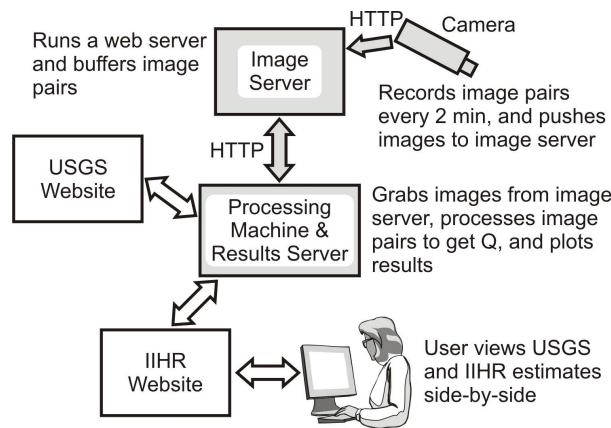 HTTP
Camera
Runs a web server
and buffers image
pairs
Image
Server
Records image pairs
every 2 min, and pushes
images to image server
HTTP
USGS
Website
Processing
Machine &
Results Server
Grabs images from image
server, processes image
pairs to get Q, and plots
results
IIHR
Website
User views USGS
and IIHR estimates
side-by-side